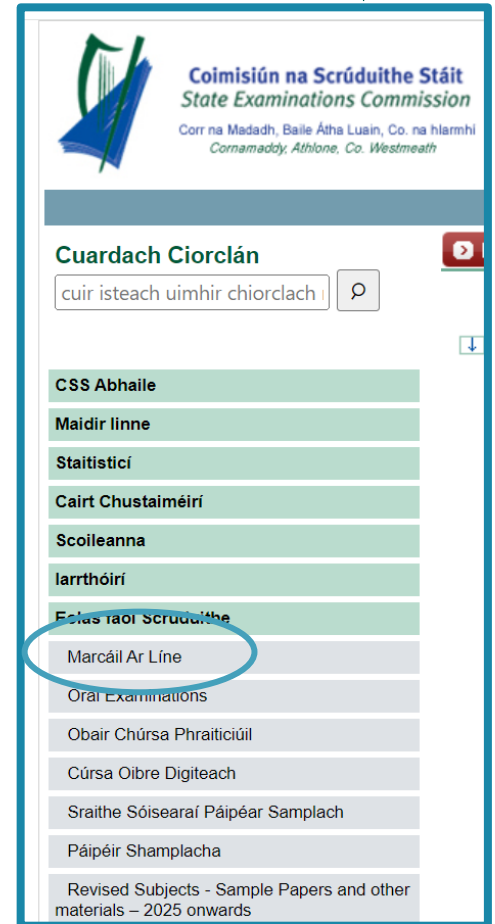 Coimisiún na Scrúduithe Stáit
State Examinations Commission
Corr na Madadh, Baile Átha Luain, Co. na hIarmhi
Cornamaddy, Athlone, Co. Westmeath
Cuardach Ciorclán
cuir isteach uimhir chiorclach
CSS Abhaile
Maidir linne
Staitisticí
Cairt Chustaiméirí
Scoileanna
Iarrthóirí
Eolas faoi Scrúduithe
Marcáil Ar Líne
Oral Examinations
Obair Chúrsa Phraiticiúil
Cúrsa Oibre Digiteach
Sraithe Sóisearaí Páipéar Samplach
Páipéir Shamplacha
Revised Subjects - Sample Papers and other
materials – 2025 onwards